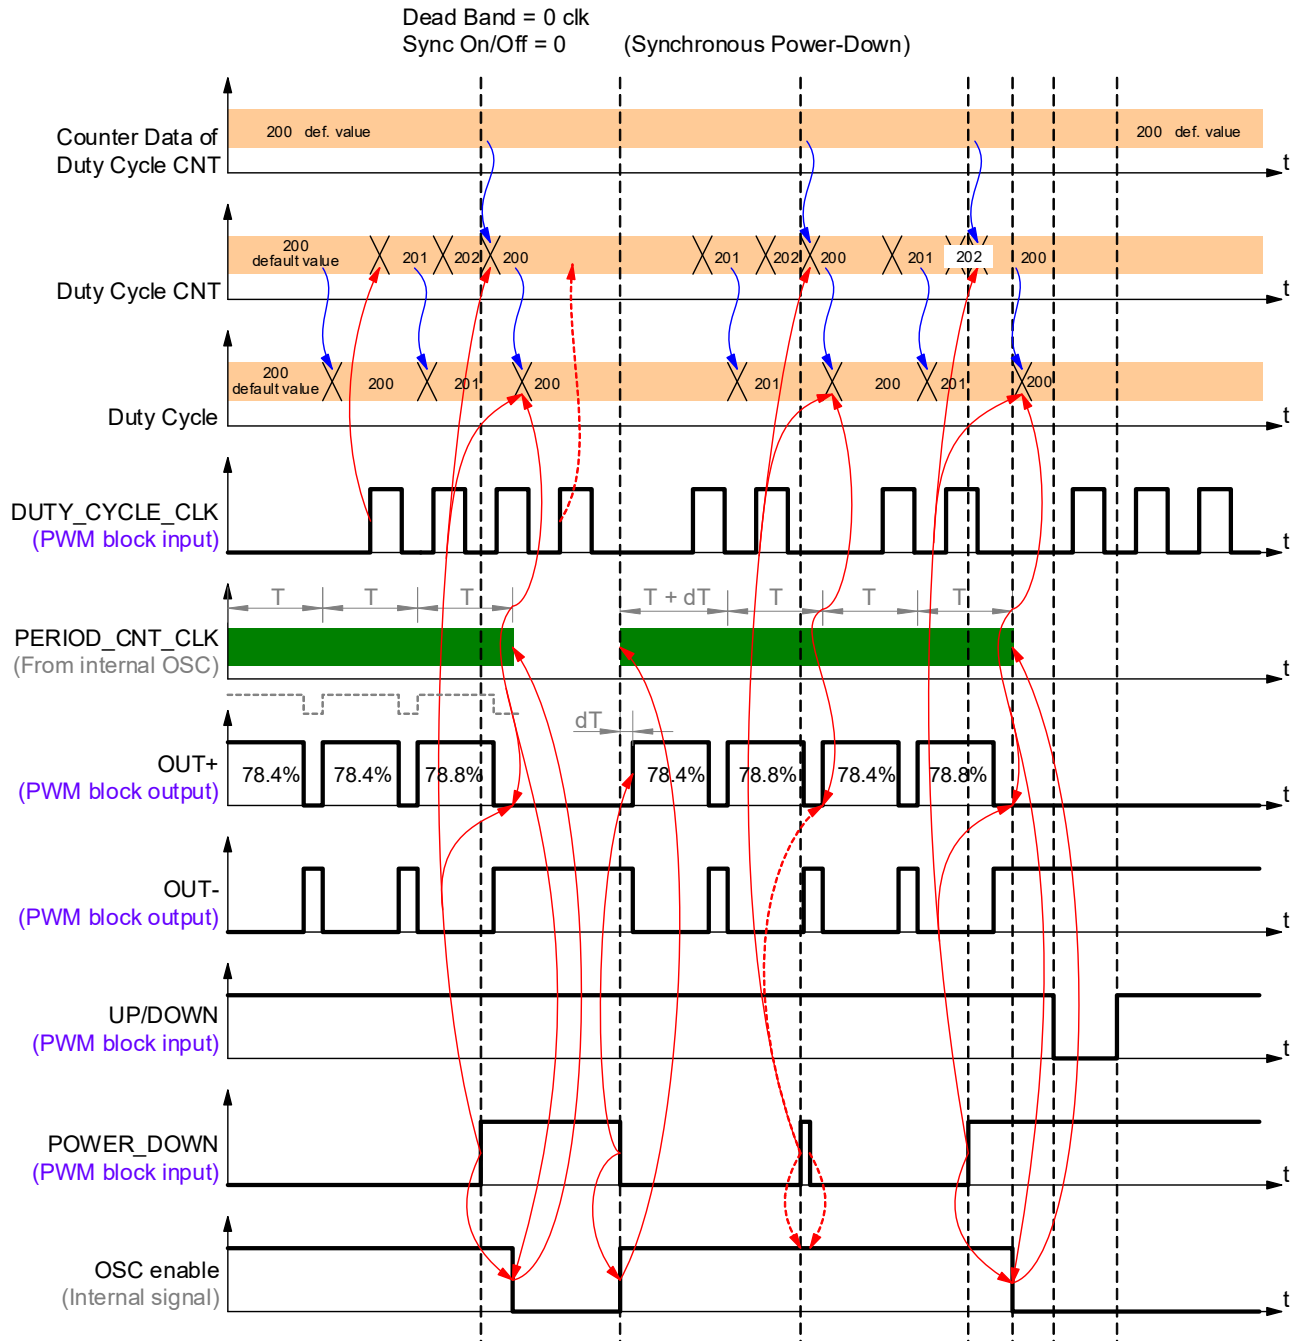 Dead Band = 0 clk
Sync On/Off = 0 (Synchronous Power-Down)
Counter Data of
Duty Cycle CNT
200 def. value
200 def. value
t
Duty Cycle CNT
200
default value
201
202
200
201
202
200
201
202
200
t
Duty Cycle
200
default value
200
201
200
201
200
201
200
t
DUTY_CYCLE_CLK
(PWM block input)
t
PERIOD_CNT_CLK
(From internal OSC)
T
T
T
T + dT
T
T
T
t
OUT+
(PWM block output)
78.4%
78.4%
78.8%
dT
78.4%
78.8%
78.4%
78.8%
t
OUT-
(PWM block output)
t
UP/DOWN
(PWM block input)
t
POWER_DOWN
(PWM block input)
t
OSC enable
(Internal signal)
t